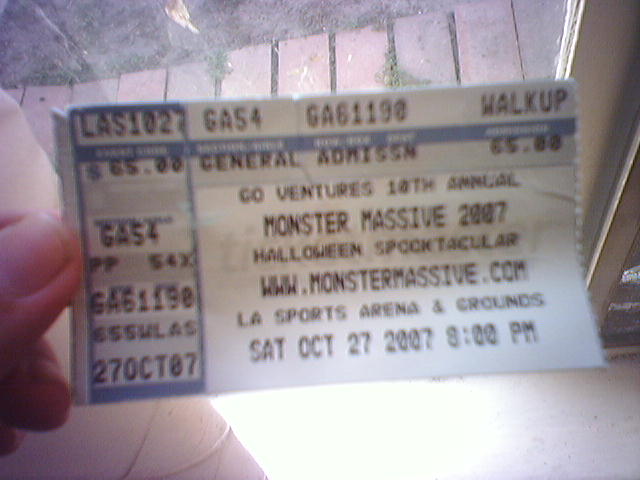 LAS1027 GA54 GA61190 WALKUP
$ 65.00 GENERAL ADMISSN 65.00
GO VENTURES 10TH ANNUAL
MONSTER MASSIVE 2007
HALLOWEEN SPOOKTACULAR
WWW.MONSTERMASSIVE.COM
LA SPORTS ARENA & GROUNDS
SAT OCT 27 2007 8:00 PM
GA54
PP 54X
GA61190
655WLAS
27OCT07